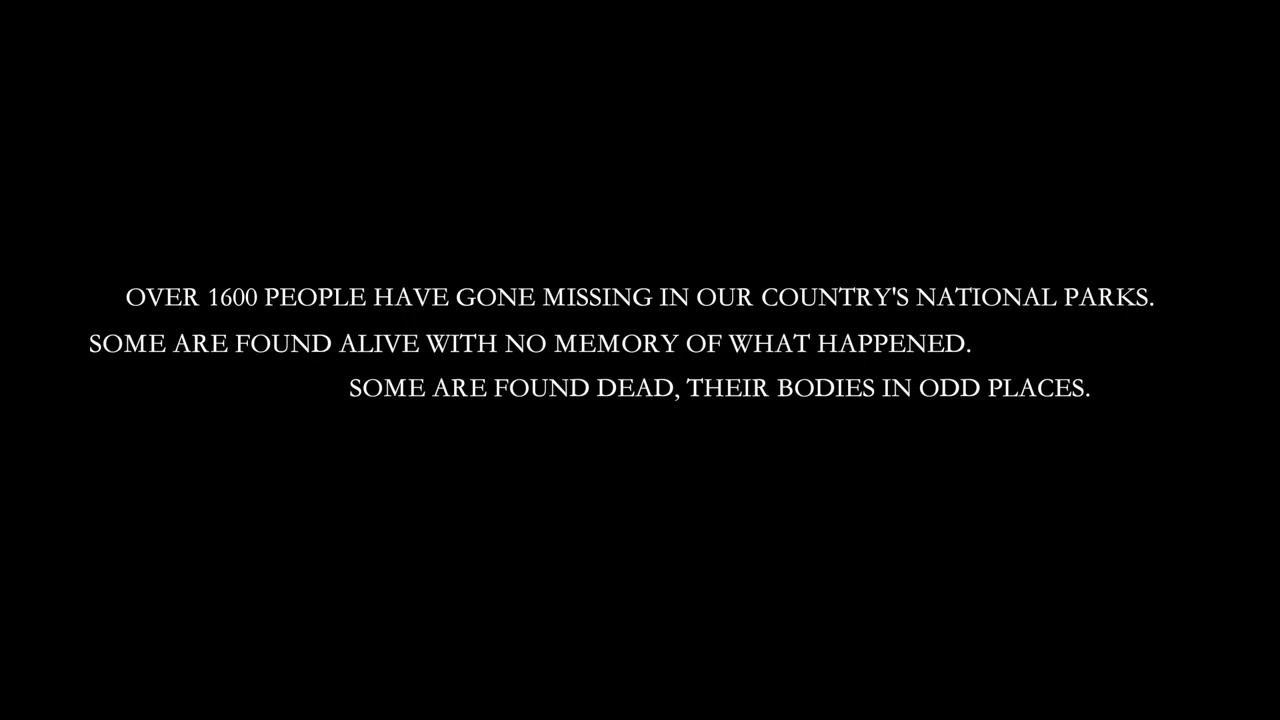 OVER 1600 PEOPLE HAVE GONE MISSING IN OUR COUNTRY'S NATIONAL PARKS.
SOME ARE FOUND ALIVE WITH NO MEMORY OF WHAT HAPPENED.
SOME ARE FOUND DEAD, THEIR BODIES IN ODD PLACES.